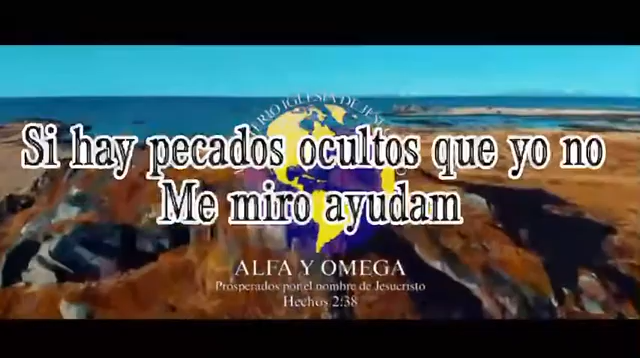 Si hay pecados ocultos que yo no
Me miro ayudam
ALFA Y OMEGA
Prosperados por el nombre de Jesucristo
Hechos 2:38